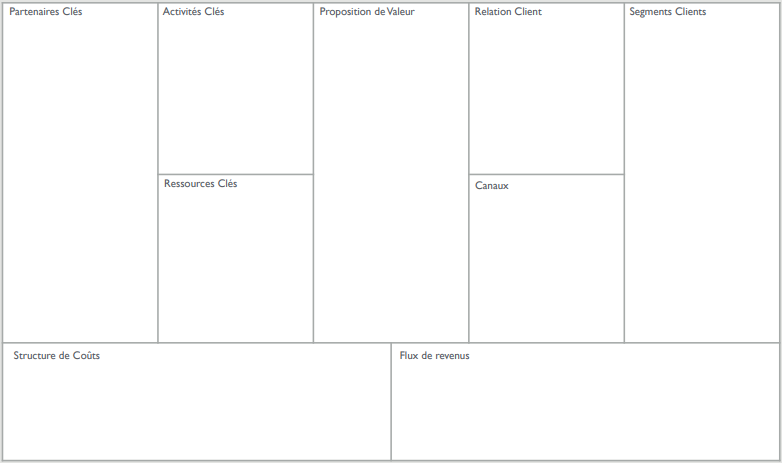 Partenaires Clés
Activités Clés
Proposition de Valeur
Relation Client
Segments Clients
Ressources Clés
Canaux
Structure de Coûts
Flux de revenus